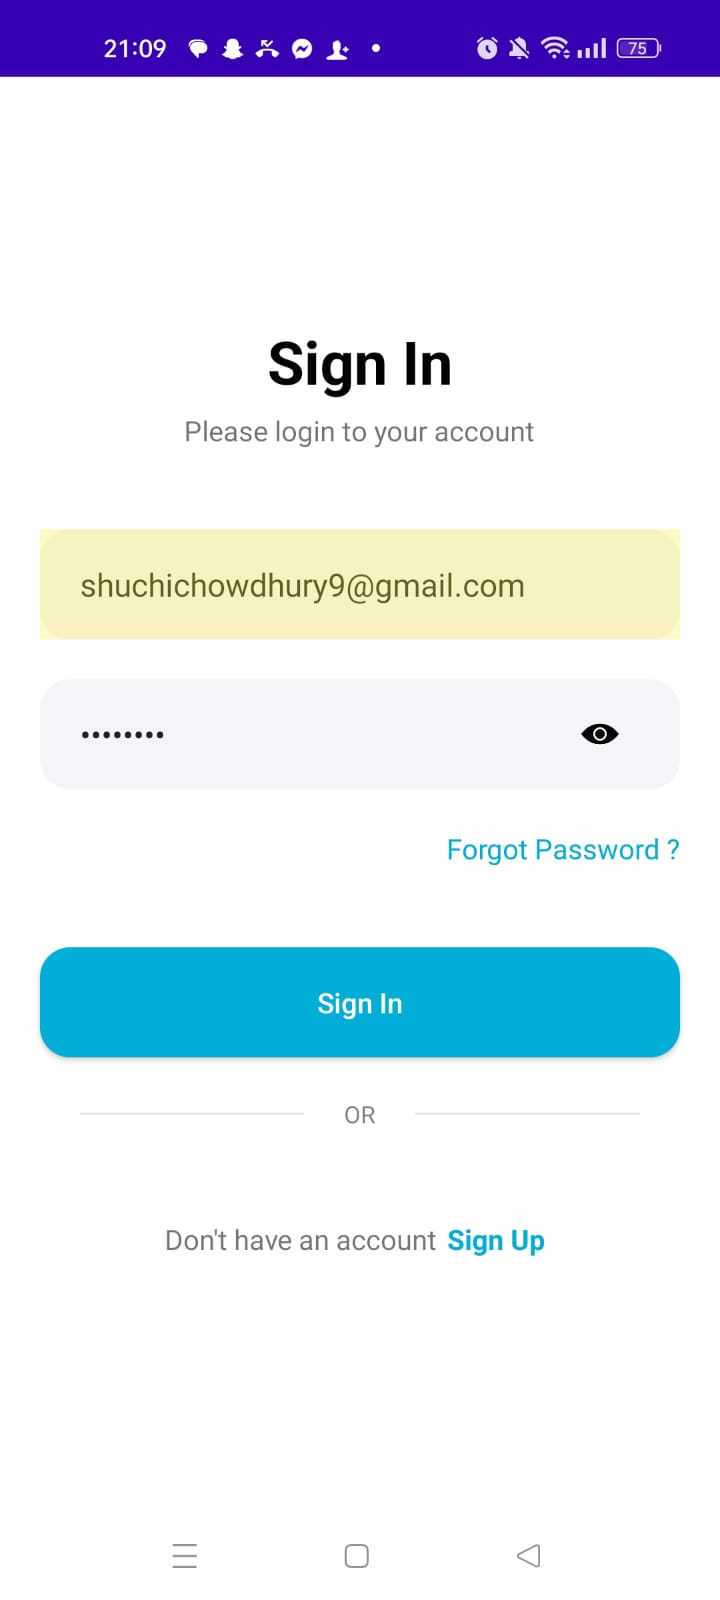 21:09
75
Sign In
Please login to your account
shuchichowdhury9@gmail.com
••••••••
Forgot Password ?
Sign In
OR
Don't have an account Sign Up